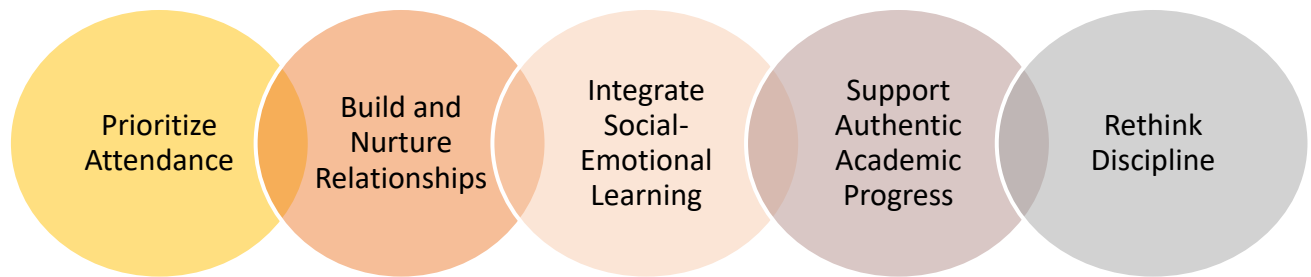 Prioritize
Attendance
Build and
Nurture
Relationships
Integrate
Social-
Emotional
Learning
Support
Authentic
Academic
Progress
Rethink
Discipline